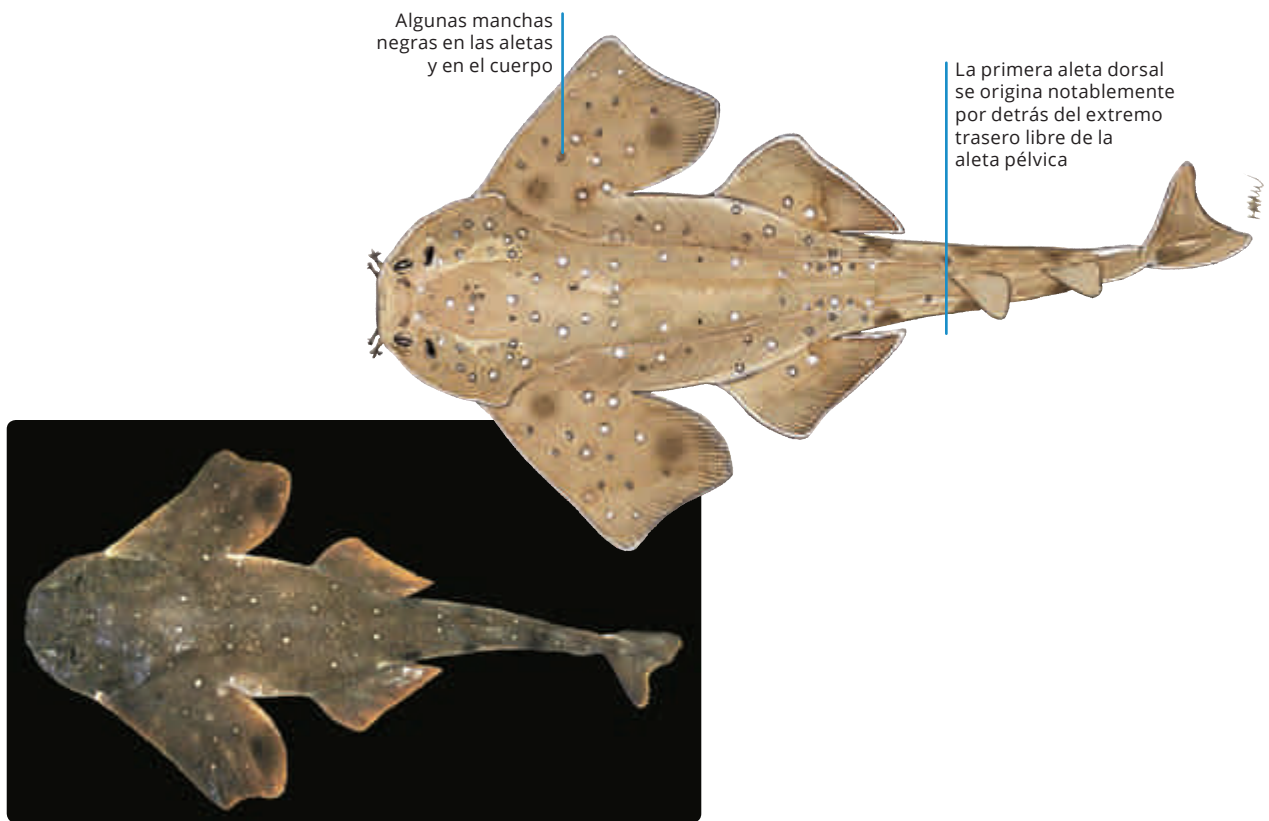 Algunas manchas
negras en las aletas
y en el cuerpo
La primera aleta dorsal
se origina notablemente
por detrás del extremo
trasero libre de la
aleta pélvica